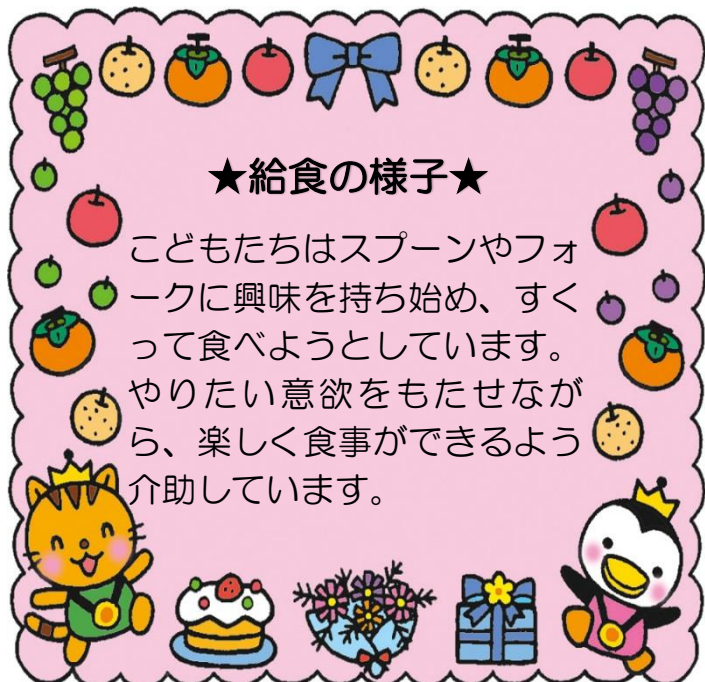 ★給食の様子★
こどもたちはスプーンやフォ
ークに興味を持ち始め、すく
って食べようとしています。
やりたい意欲をもたせなが
ら、楽しく食事ができるよう
介助しています。